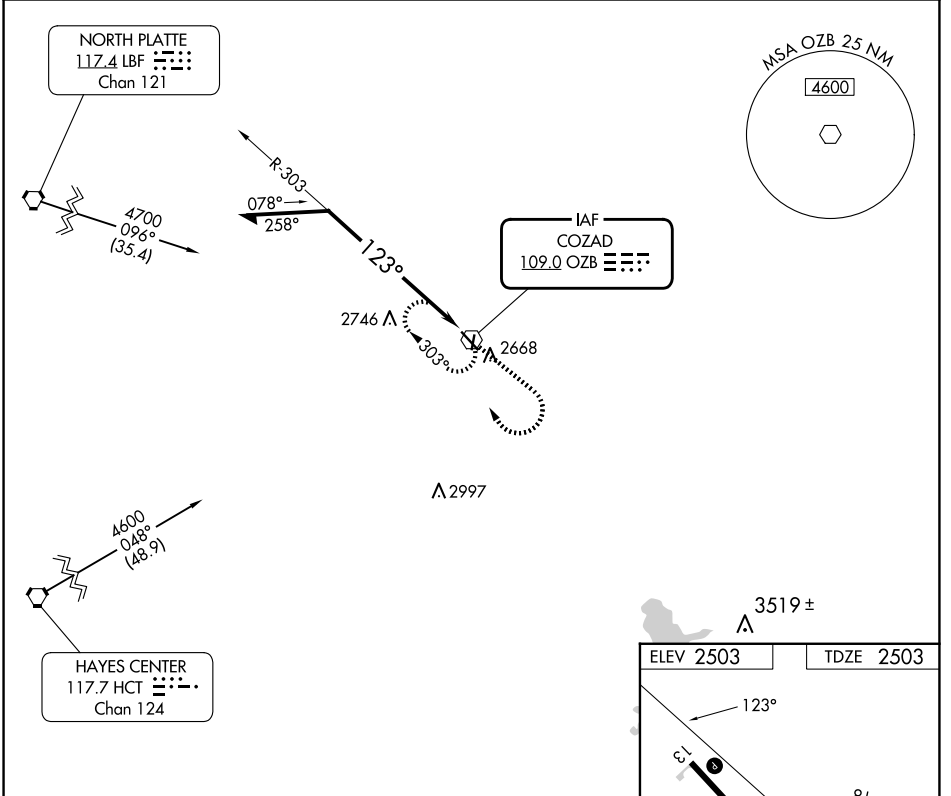 NORTH PLATTE
117.4 LBF
Chan 121
MSA OZB 25 NM
4600
R-303
078°
258°
4700
096°
(35.4)
123°
IAF
COZAD
109.0 OZB
2746
303°
2668
2997
4600
048°
(48.9)
3519 ±
HAYES CENTER
117.7 HCT
Chan 124
ELEV 2503
TDZE 2503
123°
13
P